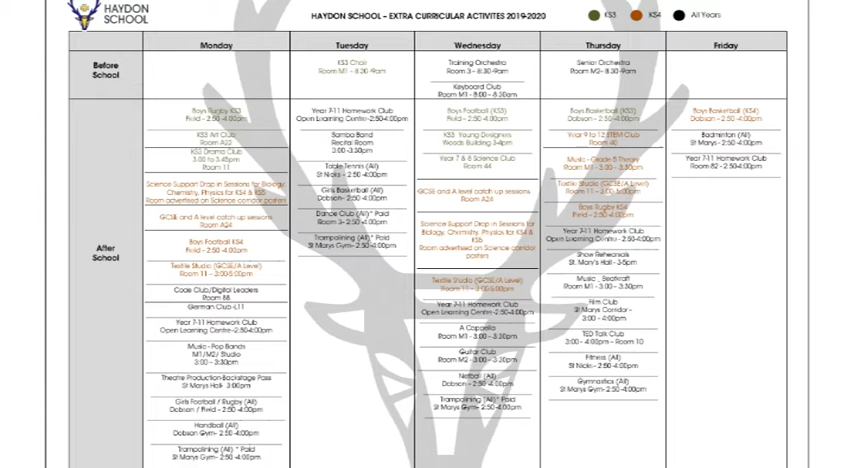 HAYDON
SCHOOL
HAYDON SCHOOL – EXTRA CURRICULAR ACTIVITES 2019-2020
KS3 KS4 All Years
Monday Tuesday Wednesday Thursday Friday
Before
School
KS3 Choir
Room M1 – 8:30 -9am
Training Orchestra
Room 3 – 8:30-9am
Keyboard Club
Room M1 - 8:00 – 8:30am
Senior Orchestra
Room M2- 8.30-9am
After
School
Boys Rugby KS3
Field – 2:50 -4:00pm
KS3 Art Club
Room A22
KS3 Drama Club
3.00 to 3.45pm
Room 11
Science Support Drop in Sessions for Biology,
Chemistry, Physics for KS4 & KS5
Room advertised on Science corridor posters
GCSE and A level catch up sessions
Room A24
Boys Football KS4
Field – 2:50 -4:00pm
Textile Studio (GCSE/A Level)
Room 11 – 3:00-5:00pm
Code Club/Digital Leaders
Room 88
German Club-L11
Year 7-11 Homework Club
Open Learning Centre -2:50-4:00pm
Music - Pop Bands
M1/M2/ Studio
3:00 – 3:30pm
Theatre Production-Backstage Pass
St Marys Hall- 3:00pm
Girls Football / Rugby (All)
Dobson / Field – 2:50 -4:00pm
Handball (All)
Dobson Gym– 2:50 -4:00pm
Trampolining (All) * Paid
St Marys Gym– 2:50 -4:00pm
Year 7-11 Homework Club
Open Learning Centre -2:50-4:00pm
Samba Band
Recital Room
3:00 -3:30pm
Table Tennis (All)
St Nicks – 2:50 -4:00pm
Girls Basketball (All)
Dobson– 2:50 -4:00pm
Dance Club (All)* Paid
Room 3– 2:50 -4:00pm
Trampolining (All) * Paid
St Marys Gym– 2:50-4:00pm
Boys Football (KS3)
Field – 2:50 -4:00pm
KS3 Young Designers
Woods Building 3-4pm
Year 7 & 8 Science Club
Room 44
GCSE and A level catch up sessions
Room A24
Science Support Drop in Sessions for
Biology, Chemistry, Physics for KS4 &
KS5
Room advertised on Science corridor
posters
Textile Studio (GCSE/A Level)
Room 11 – 3:00-5:00pm
Year 7-11 Homework Club
Open Learning Centre -2:50-4:00pm
A Cappella
Room M1 - 3:00 – 3:30pm
Guitar Club
Room M2 - 3:00 – 3:30pm
Netball (All)
Dobson – 2:50 -4:00pm
Trampolining (All) * Paid
St Marys Gym– 2:50-4:00pm
Boys Basketball (KS3)
Dobson – 2:50 -4:00pm
Year 9 to 12 STEM Club
Room 40
Music – Grade 5 Theory
Room M1 - 3:00 – 3:30pm
Textile Studio (GCSE/A Level)
Room 11 – 3:00-5:00pm
Boys Rugby KS4
Field – 2:50 -4:00pm
Year 7-11 Homework Club
Open Learning Centre -2:50-4:00pm
Show Rehearsals
St. Mary's Hall - 3-5pm
Music : Beatkraft
Room M1 - 3:00 – 3:30pm
Film Club
St Marys Corridor -
3:00 - 4:00pm
TED Talk Club
3:00 - 4:00pm – Room 10
Fitness (All)
St Nicks – 2:50 -4:00pm
Gymnastics (All)
St Marys Gym– 2:50 -4:00pm
Boys Basketball (KS4)
Dobson – 2:50 -4:00pm
Badminton (All)
St Marys – 2:50 -4:00pm
Year 7-11 Homework Club
Room 82 - 2:50-4:00pm